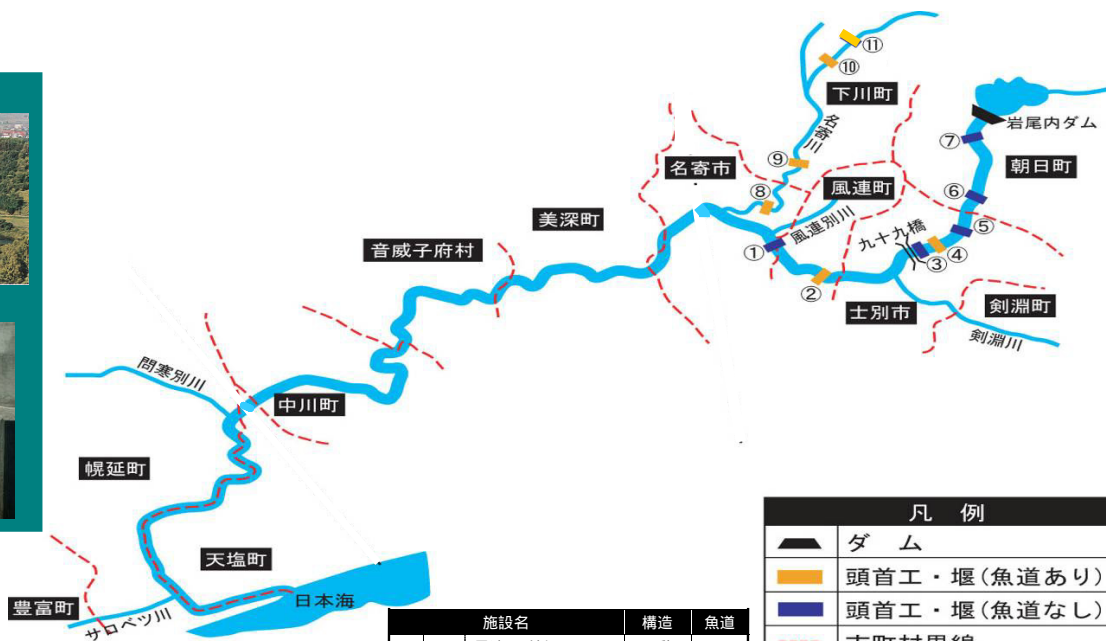 ⑪
⑩
下川町
岩尾内ダム
名寄川
⑦
朝日町
⑨
名寄市
風連町
⑧
⑥
美深町
風連別川
九十九橋
⑤
音威子府村
①
③
④
②
士別市
剣淵町
剣淵川
問寒別川
中川町
幌延町
天塩町
日本海
豊富町
サロベツ川
凡 例
ダ ム
頭首工・堰(魚道あり)
頭首工・堰(魚道なし)
施設名 構造 魚道